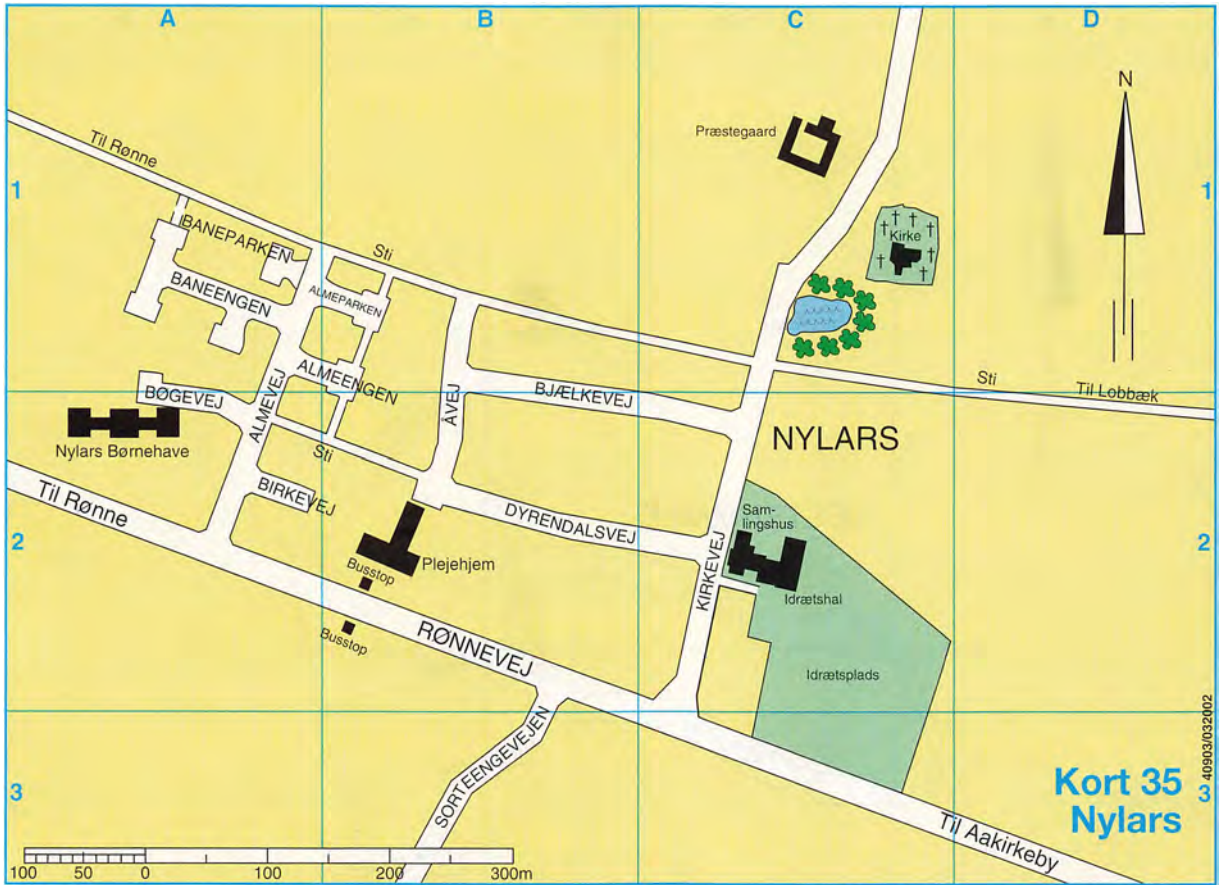 A
B
C
D
N
Præstegaard
Til Rønne
1
1
BANEPARKEN
Sti
Kirke
BANEENGEN
ALMEPARKEN
ALMEENGEN
Sti
Til Lobbæk
BØGEVEJ
ALMEVEJ
ÅVEJ
BJÆLKEVEJ
NYLARS
Nylars Børnehave
Sti
Til Rønne
BIRKEVEJ
DYRENDALSVEJ
Sam-
lingshus
2
2
Plejehjem
Busstop
KIRKEVEJ
Idrætshal
Busstop
RØNNEVEJ
Idrætsplads
SORTEENGEVEJEN
40903/032002
Kort 35
Nylars
3
3
Til Aakirkeby
100 50 0 100 200 300m